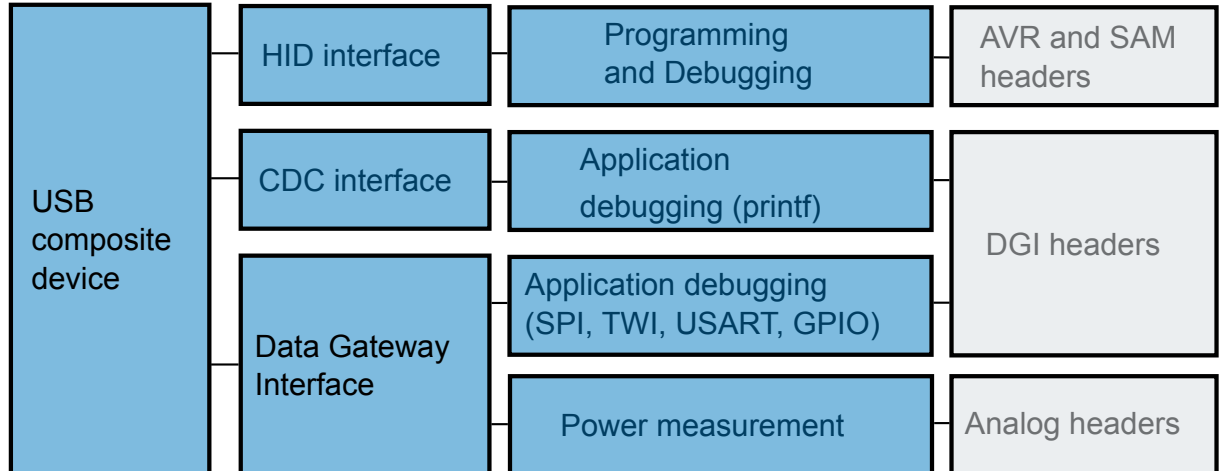 USB
composite
device
HID interface
Programming
and Debugging
AVR and SAM
headers
CDC interface
Application
debugging (printf)
DGI headers
Data Gateway
Interface
Application debugging
(SPI, TWI, USART, GPIO)
Power measurement
Analog headers